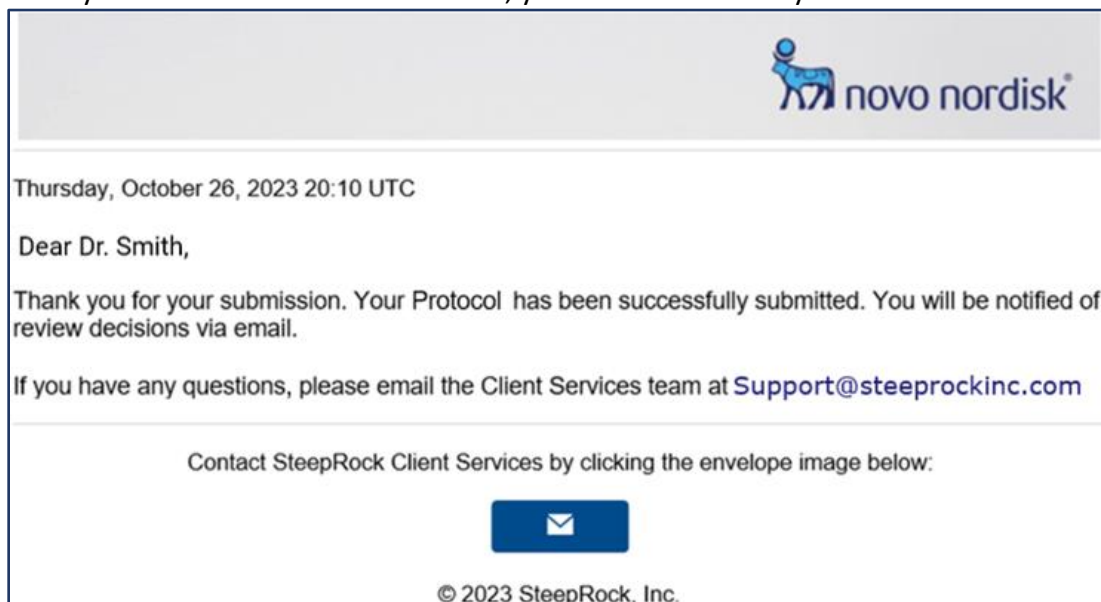 novo nordisk®
Thursday, October 26, 2023 20:10 UTC
Dear Dr. Smith,
Thank you for your submission. Your Protocol has been successfully submitted. You will be notified of
review decisions via email.
If you have any questions, please email the Client Services team at Support@steeprockinc.com
Contact SteepRock Client Services by clicking the envelope image below:
© 2023 SteepRock, Inc.